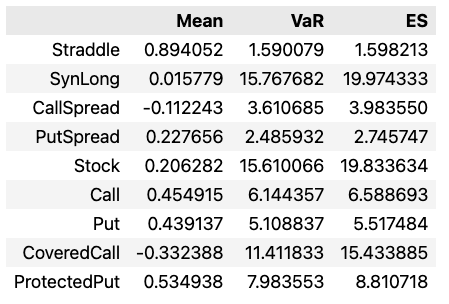 Mean VaR ES
Straddle 0.894052 1.590079 1.598213
SynLong 0.015779 15.767682 19.974333
CallSpread -0.112243 3.610685 3.983550
PutSpread 0.227656 2.485932 2.745747
Stock 0.206282 15.610066 19.833634
Call 0.454915 6.144357 6.588693
Put 0.439137 5.108837 5.517484
CoveredCall -0.332388 11.411833 15.433885
ProtectedPut 0.534938 7.983553 8.810718